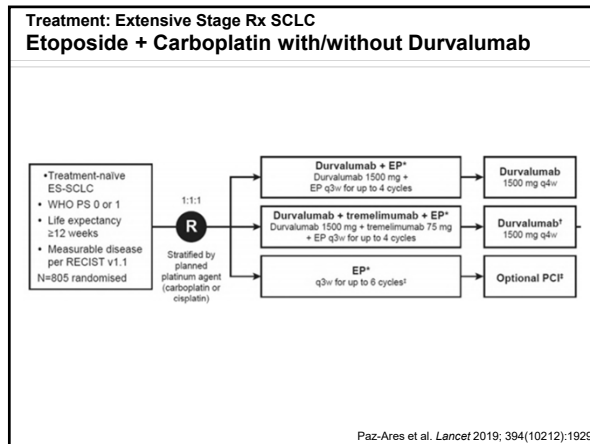 Treatment: Extensive Stage Rx SCLC
Etoposide + Carboplatin with/without Durvalumab
•Treatment-naïve
ES-SCLC
• WHO PS 0 or 1
• Life expectancy
≥12 weeks
• Measurable disease
per RECIST v1.1
N=805 randomised
1:1:1
R
Stratified by
planned
platinum agent
(carboplatin or
cisplatin)
Durvalumab + EP*
Durvalumab 1500 mg +
EP q3w for up to 4 cycles
Durvalumab
1500 mg q4w
Durvalumab + tremelimumab + EP*
Durvalumab 1500 mg + tremelimumab 75 mg
+ EP q3w for up to 4 cycles
Durvalumab†
1500 mg q4w
EP*
q3w for up to 6 cycles‡
Optional PCI‡
Paz-Ares et al. Lancet 2019; 394(10212):1929